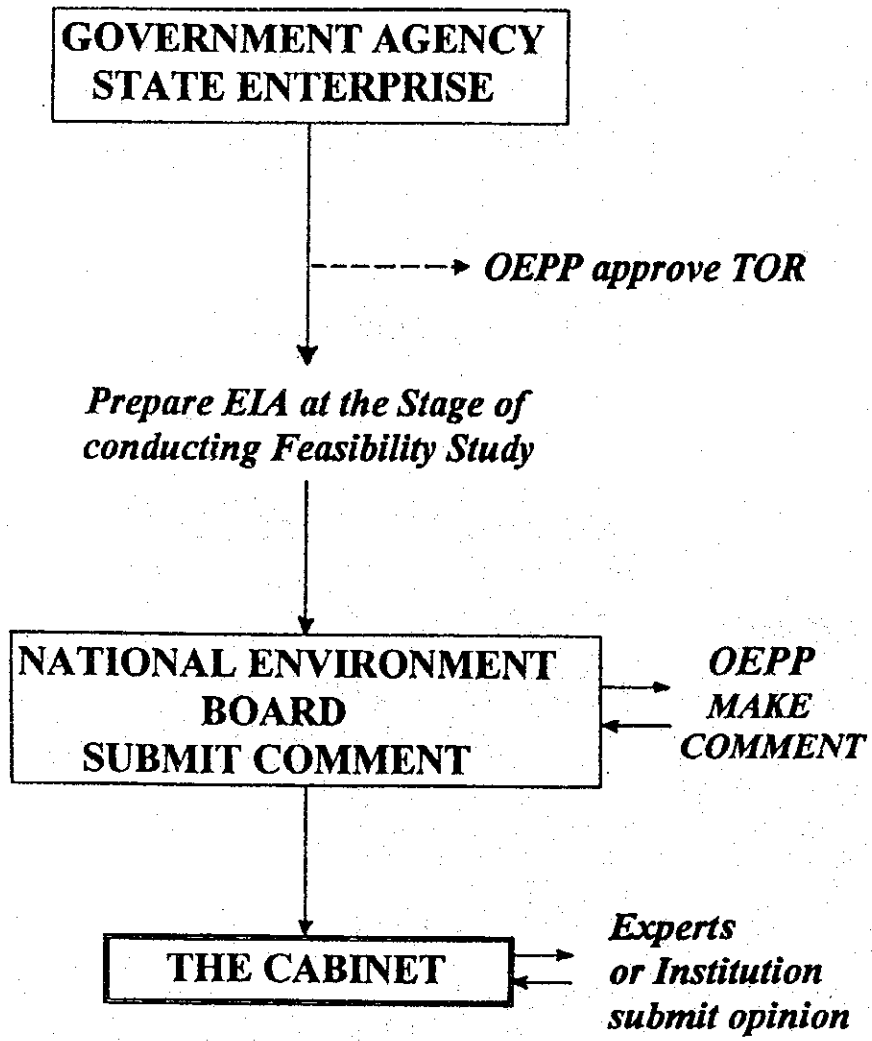 GOVERNMENT AGENCY
STATE ENTERPRISE
OEPP approve TOR
Prepare EIA at the Stage of
conducting Feasibility Study
NATIONAL ENVIRONMENT
BOARD
SUBMIT COMMENT
OEPP
MAKE
COMMENT
THE CABINET
Experts
or Institution
submit opinion